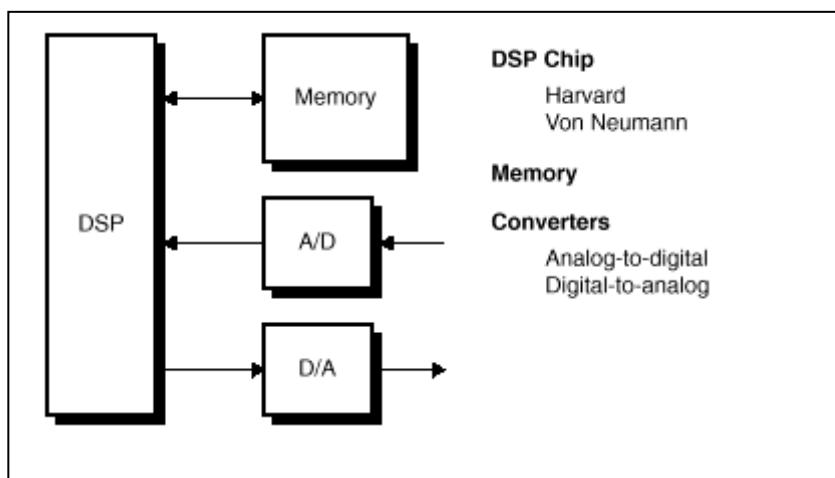 DSP
Memory
A/D
D/A
DSP Chip
Harvard
Von Neumann
Memory
Converters
Analog-to-digital
Digital-to-analog